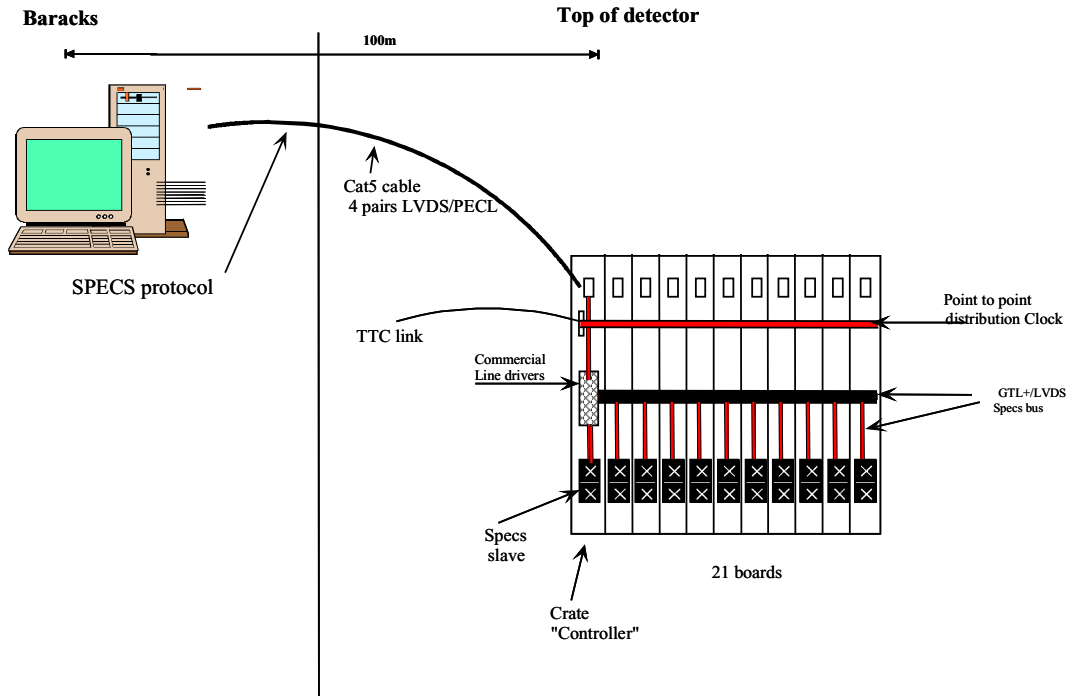 Baracks
Top of detector
100m
Cat5 cable
4 pairs LVDS/PECL
SPECS protocol
Point to point
distribution Clock
TTC link
Commercial
Line drivers
GTL+/LVDS
Specs bus
Specs
slave
21 boards
Crate
"Controller"